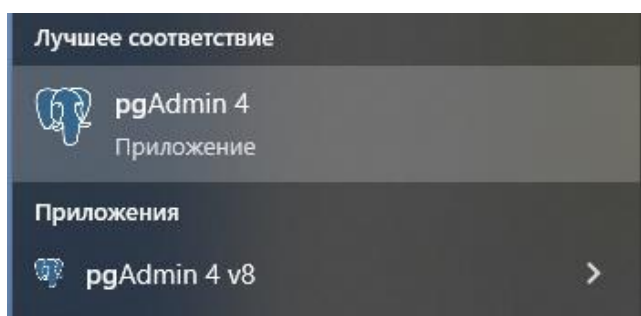 Лучшее соответствие
pgAdmin 4
Приложение
Приложения
pgAdmin 4 v8